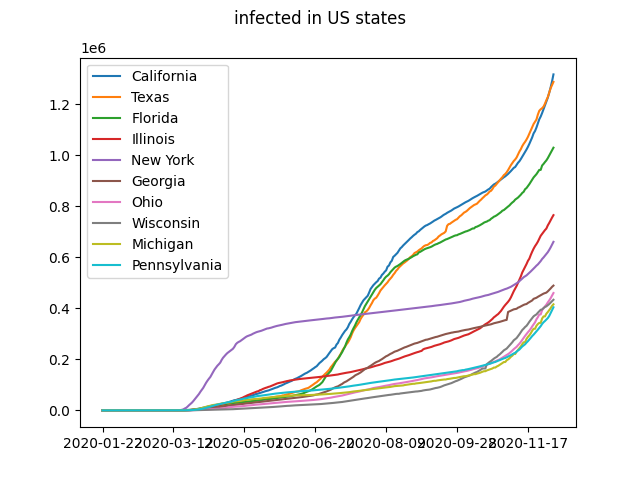 infected in US states
1e6
California
Texas
Florida
Illinois
New York
Georgia
Ohio
Wisconsin
Michigan
Pennsylvania
1.2
1.0
0.8
0.6
0.4
0.2
0.0
2020-01-22 2020-03-12 2020-05-01 2020-06-20 2020-08-09 2020-09-28 2020-11-17